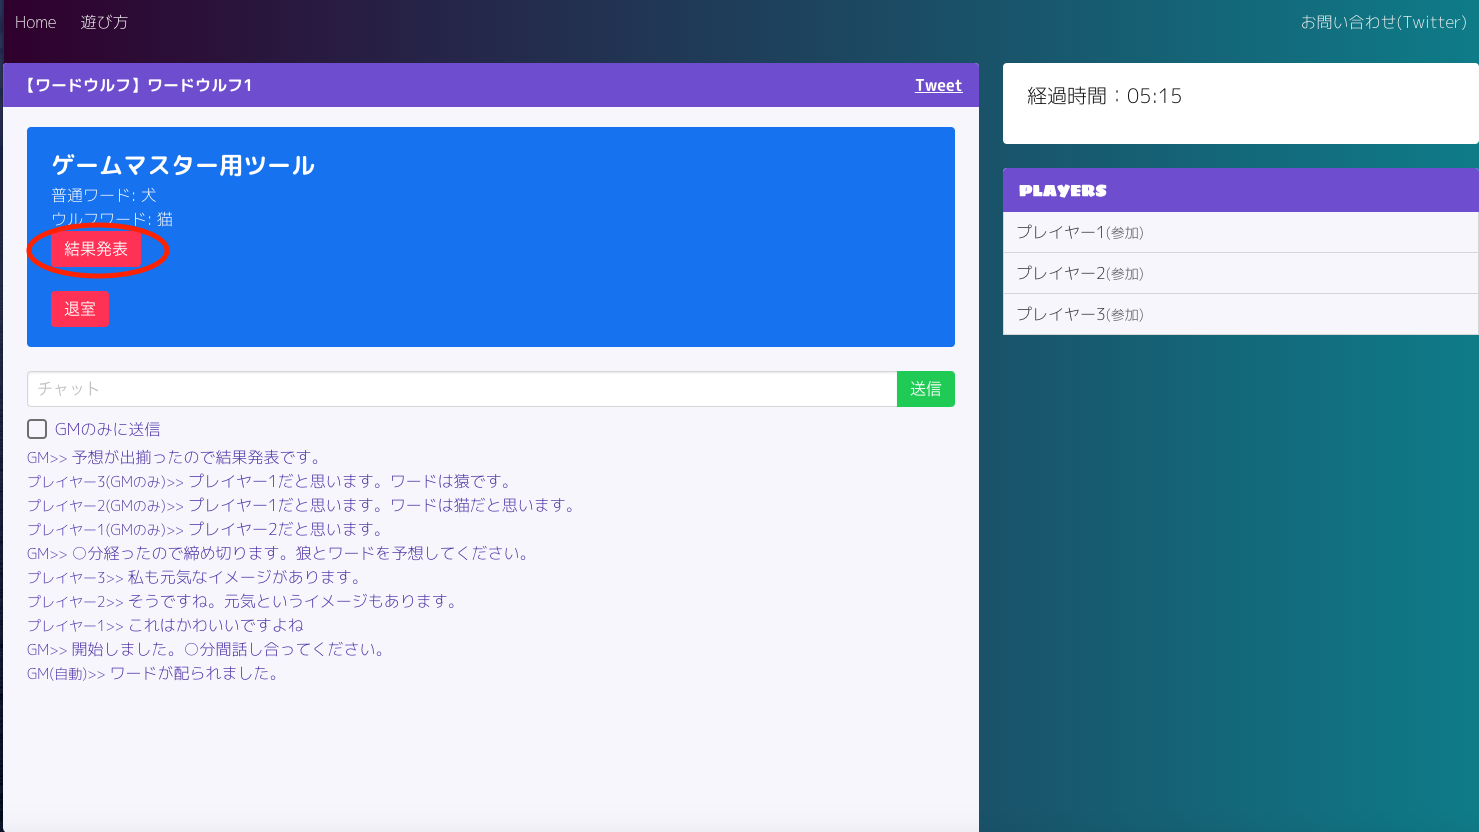 Home 遊び方 お問い合わせ(Twitter)
【ワードウルフ】ワードウルフ1 Tweet
ゲームマスター用ツール
普通ワード: 犬
ウルフワード: 猫
結果発表
退室
チャット 送信
GMのみに送信
GM>> 予想が出揃ったので結果発表です。
プレイヤー3(GMのみ)>> プレイヤー1だと思います。ワードは猿です。
プレイヤー2(GMのみ)>> プレイヤー1だと思います。ワードは猫だと思います。
プレイヤー1(GMのみ)>> プレイヤー2だと思います。
GM>> ○分経ったので締め切ります。狼とワードを予想してください。
プレイヤー3>> 私も元気なイメージがあります。
プレイヤー2>> そうですね。元気というイメージもあります。
プレイヤー1>> これはかわいいですよね
GM>> 開始しました。○分間話し合ってください。
GM(自動)>> ワードが配られました。
経過時間：05:15
PLAYERS
プレイヤー1(参加)
プレイヤー2(参加)
プレイヤー3(参加)